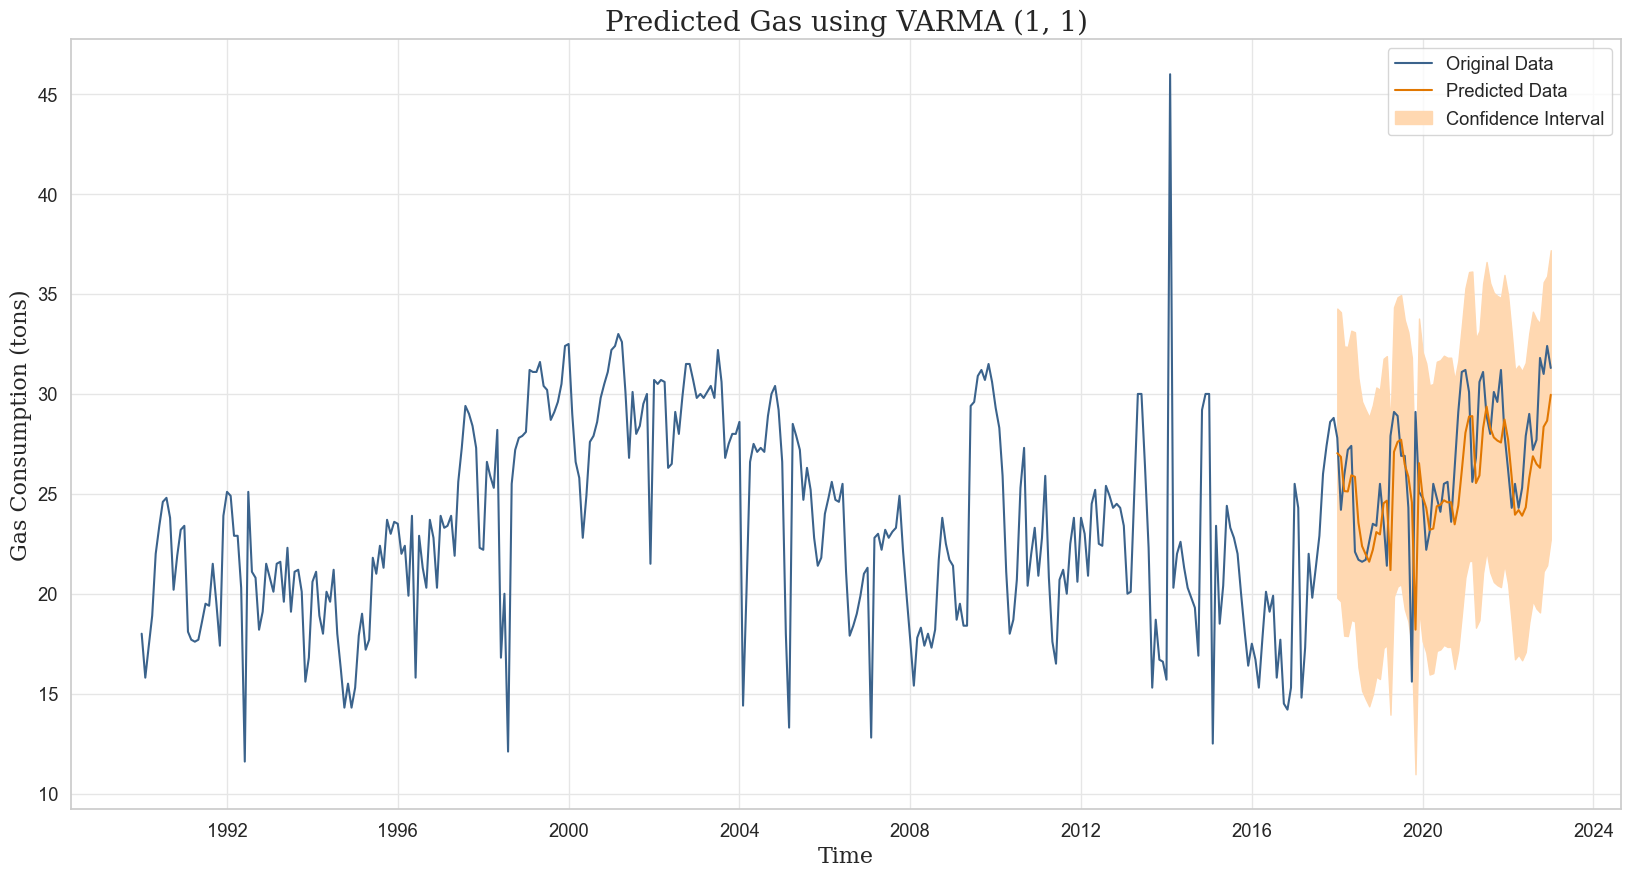 Predicted Gas using VARMA (1, 1)
Original Data
Predicted Data
Confidence Interval
Gas Consumption (tons)
45
40
35
30
25
20
15
10
1992
1996
2000
2004
2008
2012
2016
2020
2024
Time